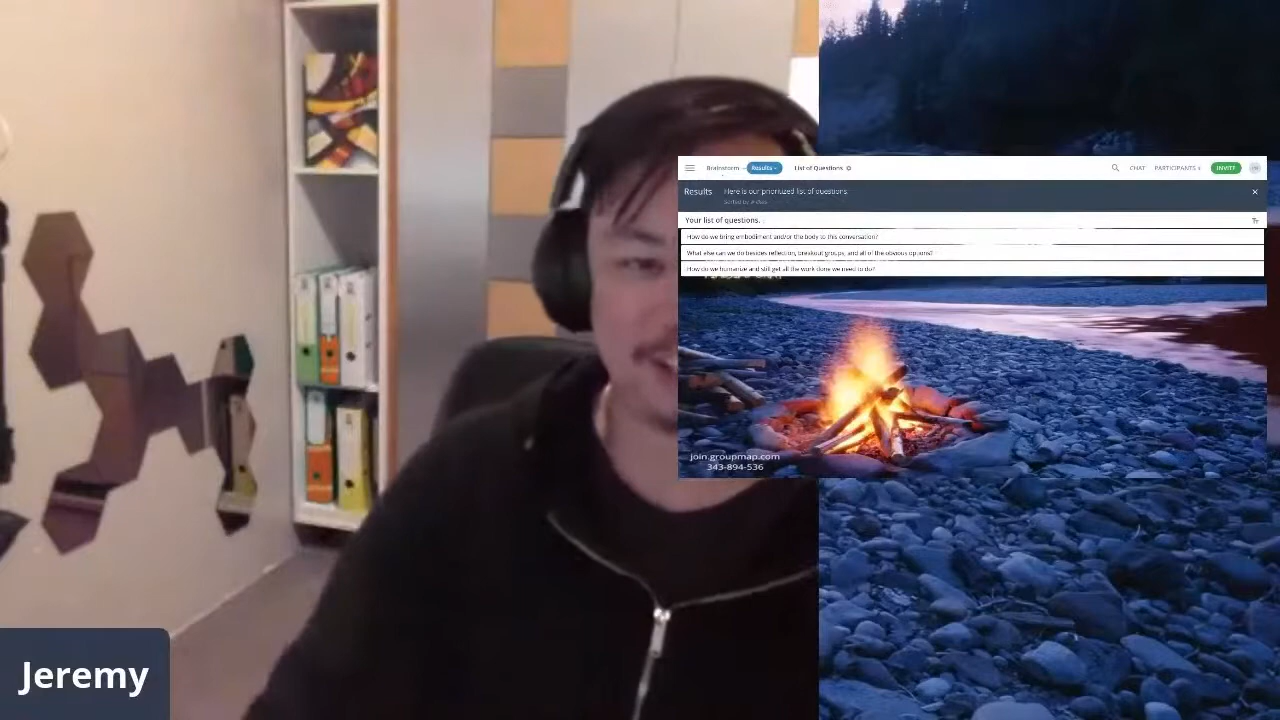 Brainstorm
Results
List of Questions
CHAT
PARTICIPANTS
INVITE
Results
Here is our prioritized list of questions.
Sorted by
Your list of questions.
How do we bring embodiment and/or the body to this conversation?
What else can we do besides reflection, breakout groups, and all of the obvious options?
How do we humanize and still get all the work done we need to do?
join.groupmap.com
343-894-536
Jeremy